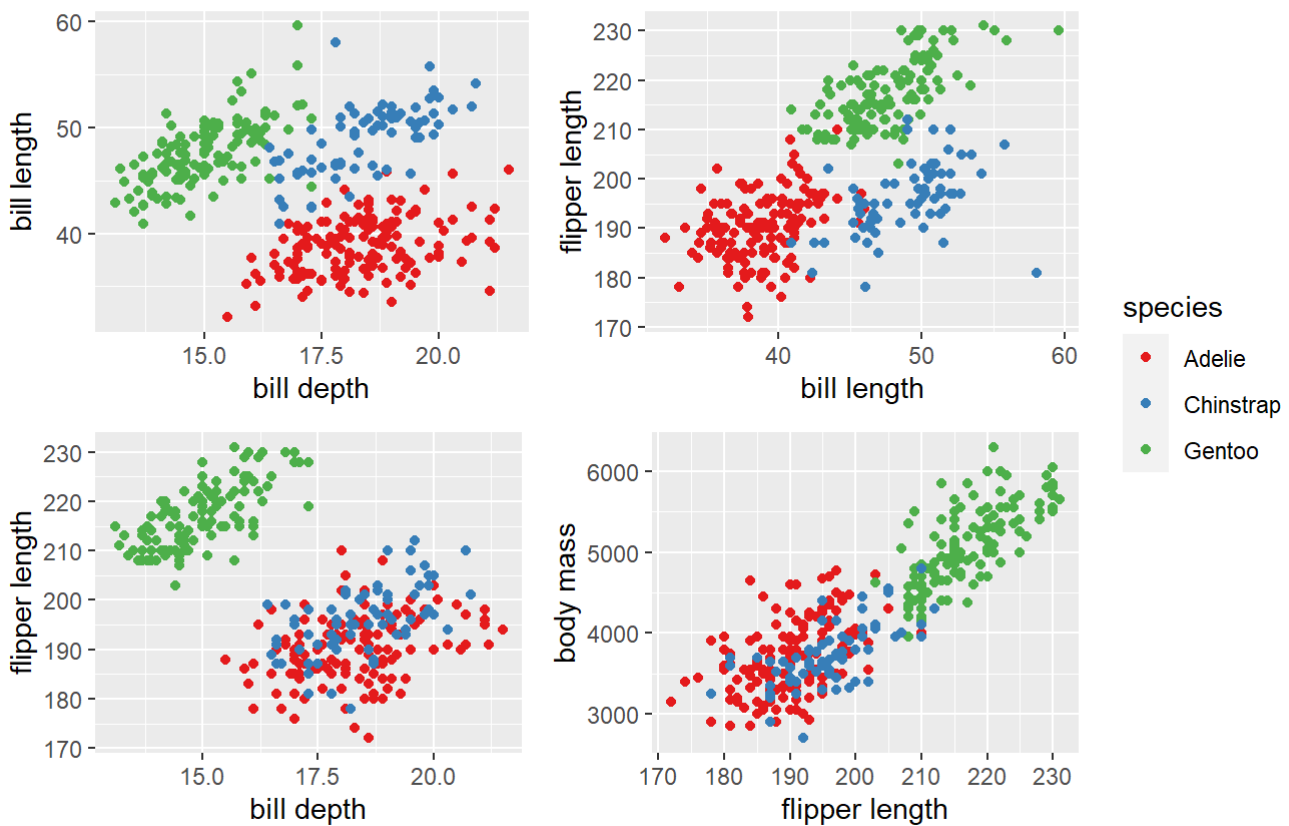 60
50
40
bill length
15.0 17.5 20.0
bill depth
230
220
210
200
190
180
170
flipper length
40 50 60
bill length
species
Adelie
Chinstrap
Gentoo
230
220
210
200
190
180
170
flipper length
15.0 17.5 20.0
bill depth
6000
5000
4000
3000
body mass
170 180 190 200 210 220 230
flipper length